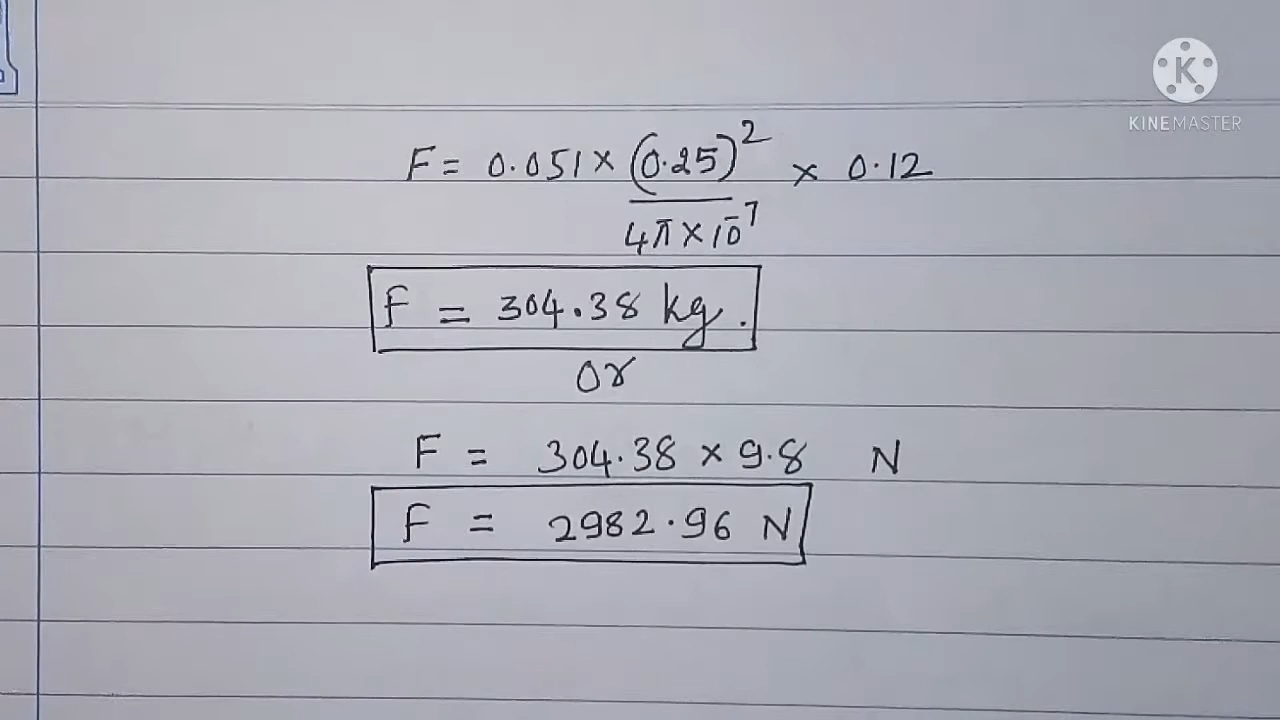 KINEMASTER
F = 0.051 × (0.25)² / 4π × 10⁻⁷ × 0.12
F = 304.38 kg.
Or
F = 304.38 × 9.8 N
F = 2982.96 N